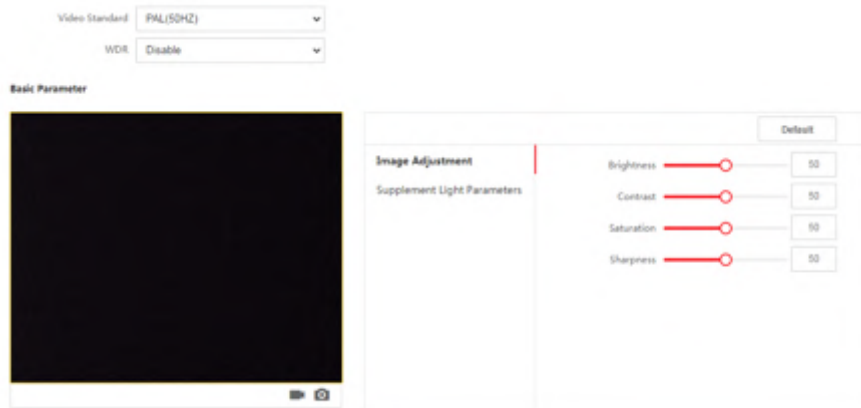 Video Standard PAL(50HZ)
WDR Disable
Basic Parameter
Default
Image Adjustment
Supplement Light Parameters
Brightness 50
Contrast 50
Saturation 50
Sharpness 50